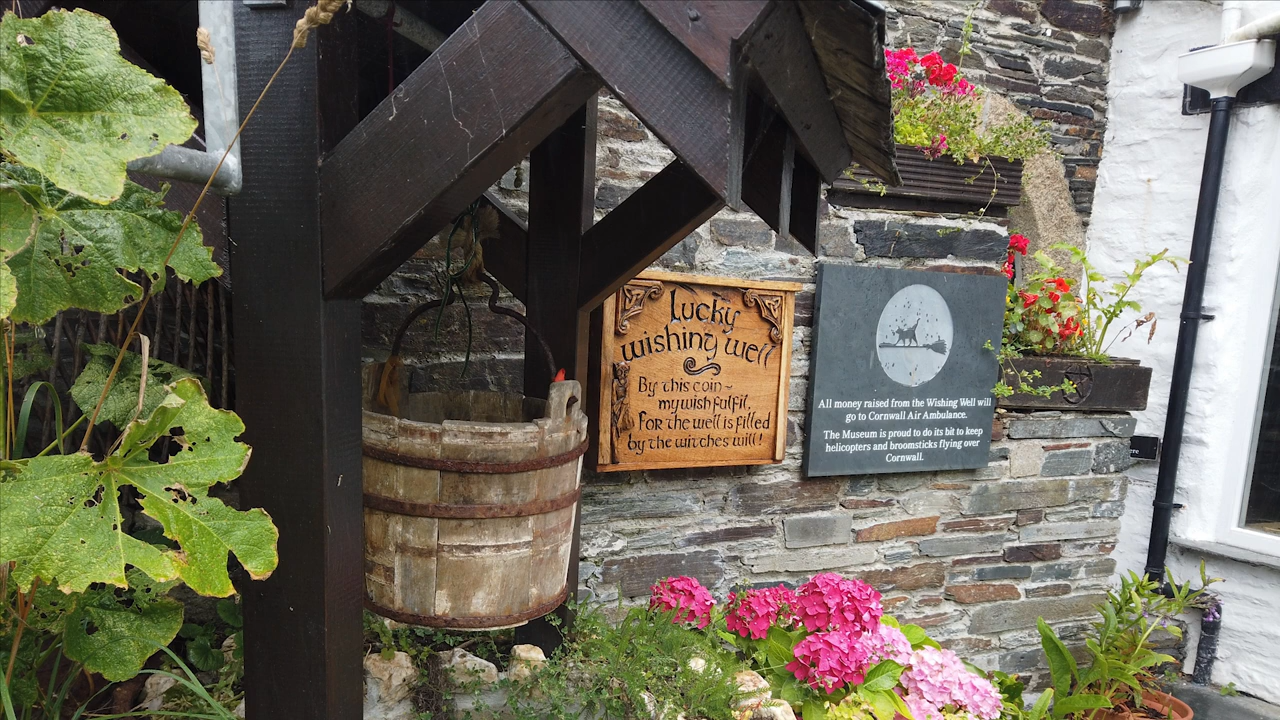 Lucky
wishing well
By this coin~
my wish fulfil,
for the well is filled
by the witches will!
All money raised from the Wishing Well will
go to Cornwall Air Ambulance.
The Museum is proud to do its bit to keep
helicopters and broomsticks flying over
Cornwall.